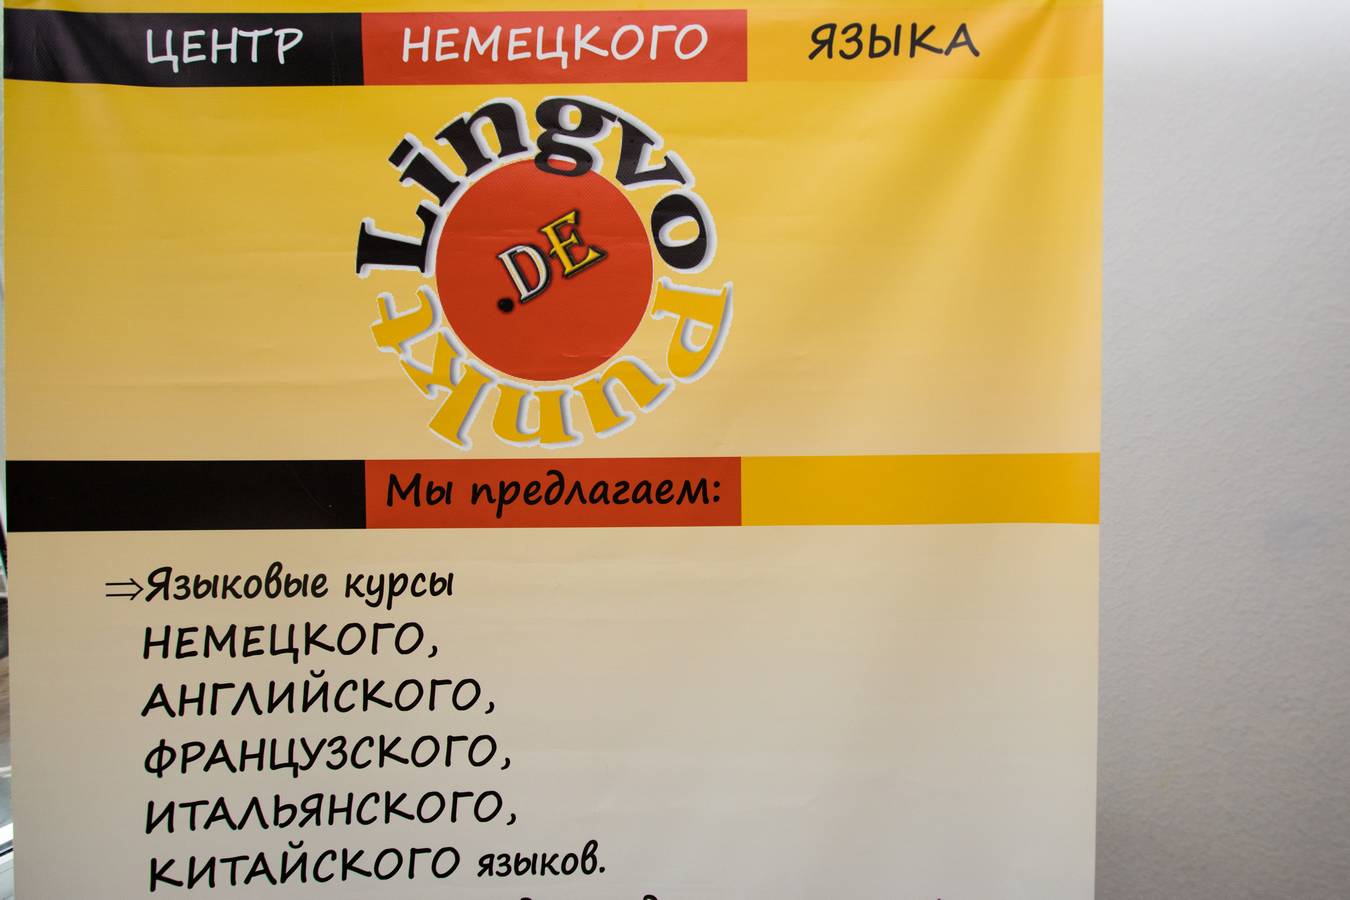 ЦЕНТР НЕМЕЦКОГО ЯЗЫКА
Lingvo
Punkt
.DE
Мы предлагаем:
⇒Языковые курсы
НЕМЕЦКОГО,
АНГЛИЙСКОГО,
ФРАНЦУЗСКОГО,
ИТАЛЬЯНСКОГО,
КИТАЙСКОГО языков.